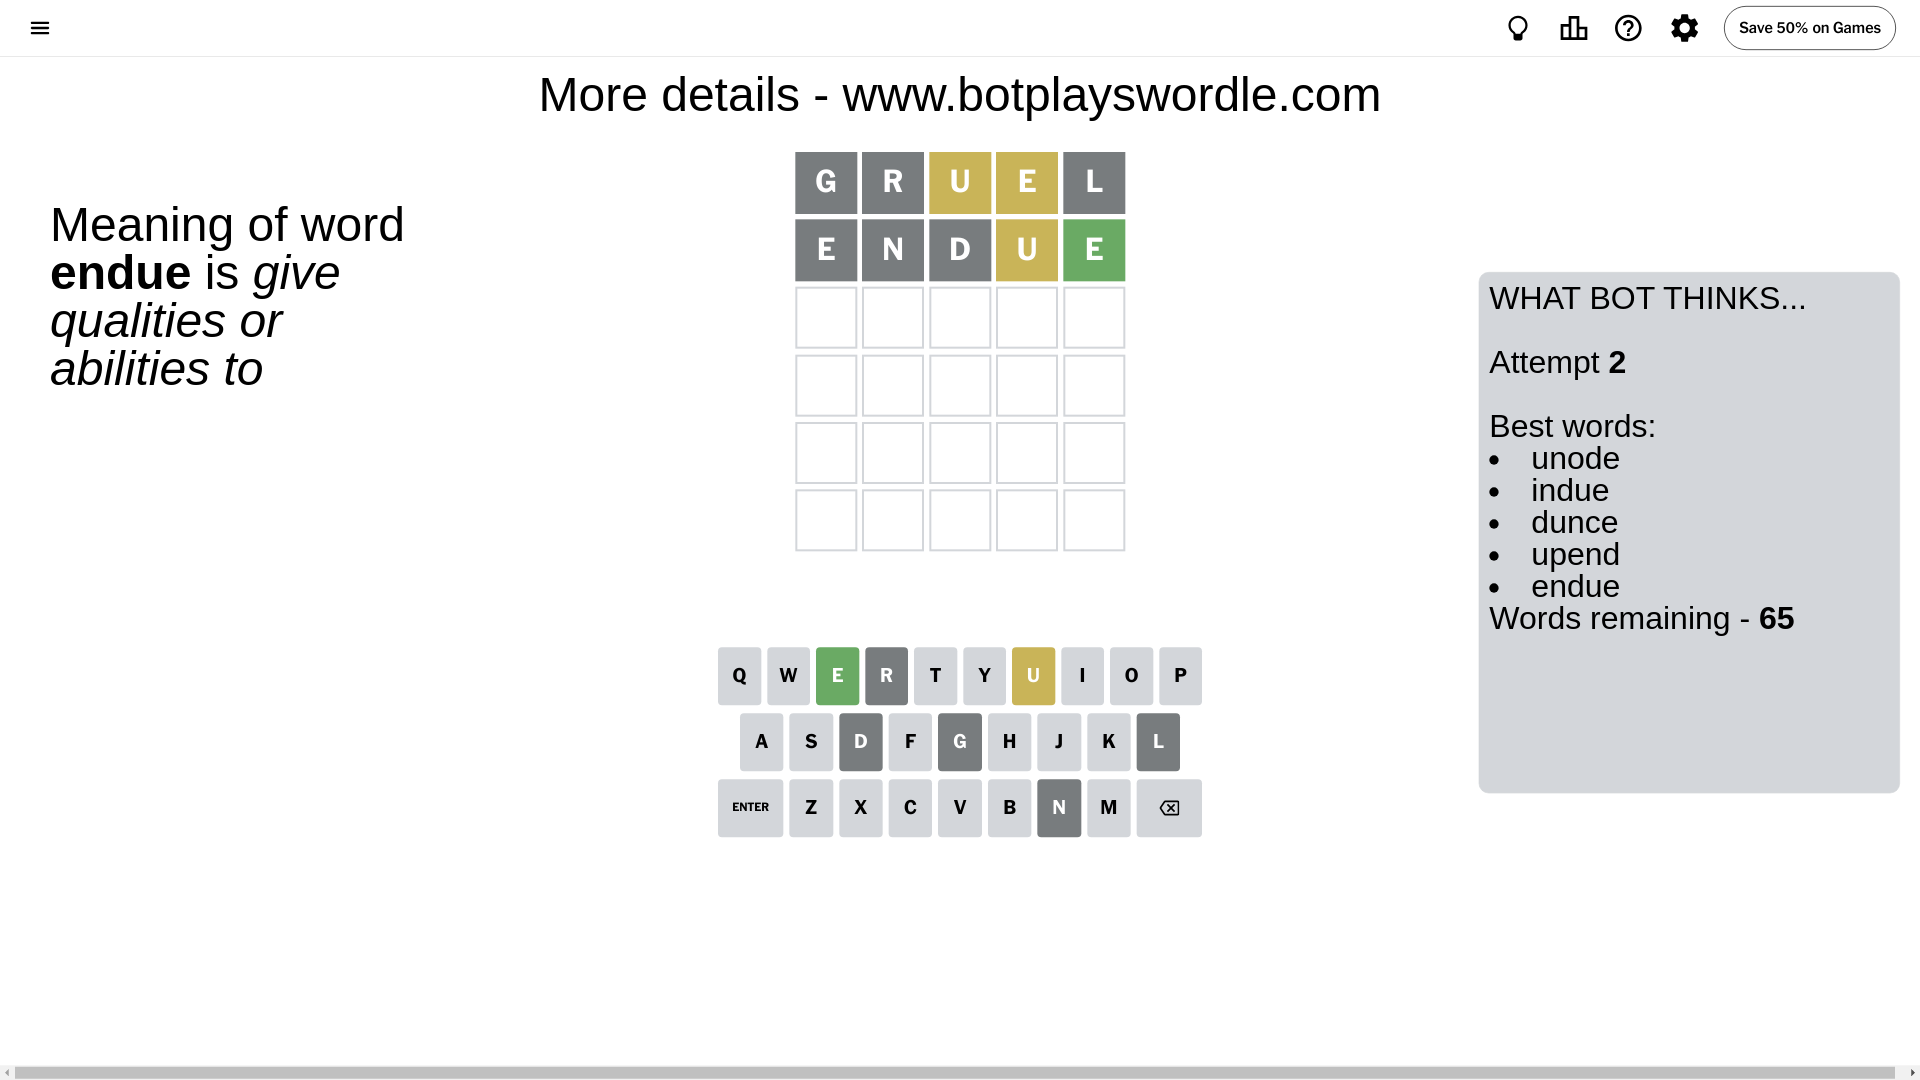 Save 50% on Games
More details - www.botplayswordle.com
Meaning of word
endue is give
qualities or
abilities to
G R U E L
E N D U E
WHAT BOT THINKS...
Attempt 2
Best words:
• unode
• indue
• dunce
• upend
• endue
Words remaining - 65
Q W E R T Y U I O P
A S D F G H J K L
ENTER Z X C V B N M